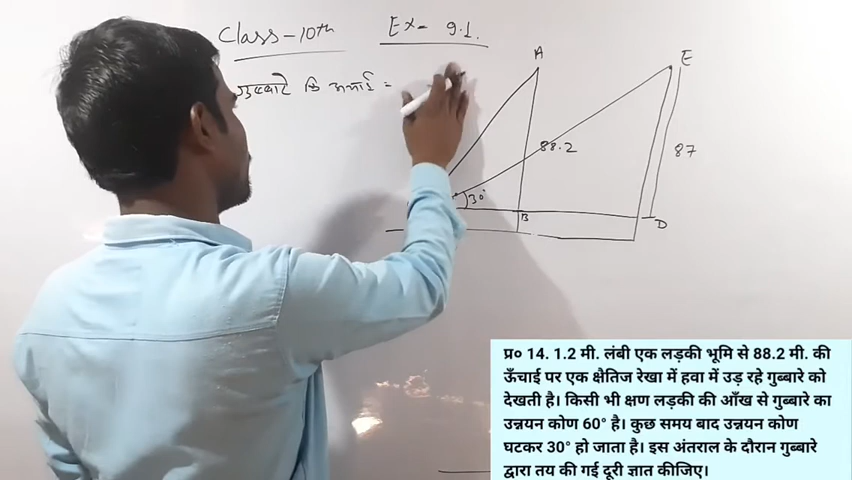 Class-10th Ex= 9.1.
गुब्बारे कि ऊँचाई =
A
E
88.2
87
30°
B
D
प्र० 14. 1.2 मी. लंबी एक लड़की भूमि से 88.2 मी. की
ऊँचाई पर एक क्षैतिज रेखा में हवा में उड़ रहे गुब्बारे को
देखती है। किसी भी क्षण लड़की की आँख से गुब्बारे का
उन्नयन कोण 60° है। कुछ समय बाद उन्नयन कोण
घटकर 30° हो जाता है। इस अंतराल के दौरान गुब्बारे
द्वारा तय की गई दूरी ज्ञात कीजिए।